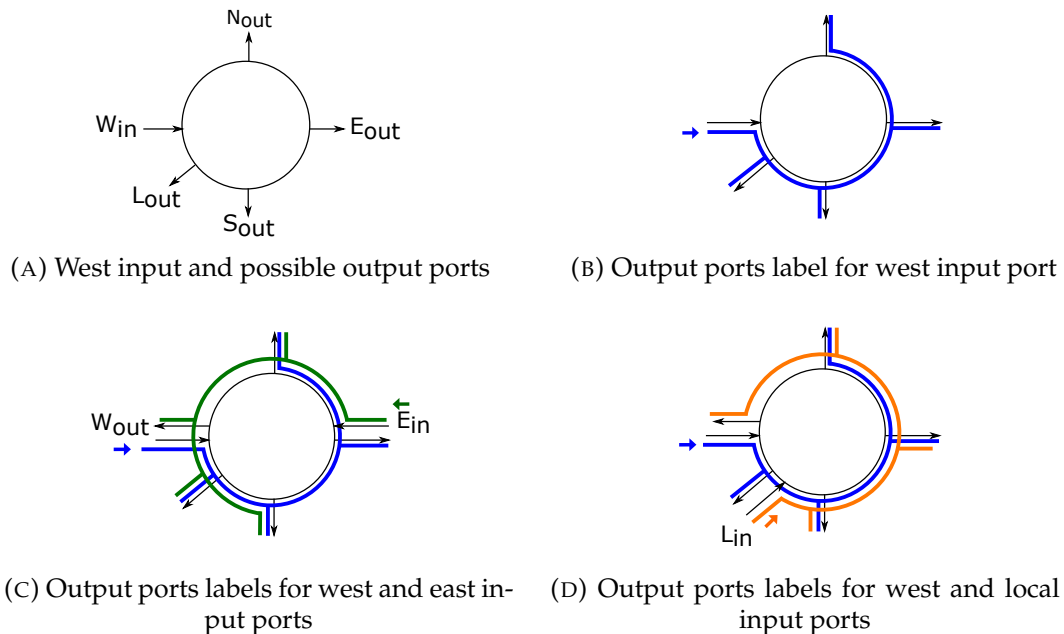 Nout
Win
Eout
Lout
Sout
(A) West input and possible output ports
(B) Output ports label for west input port
Wout
Ein
(C) Output ports labels for west and east in-
put ports
Lin
(D) Output ports labels for west and local
input ports